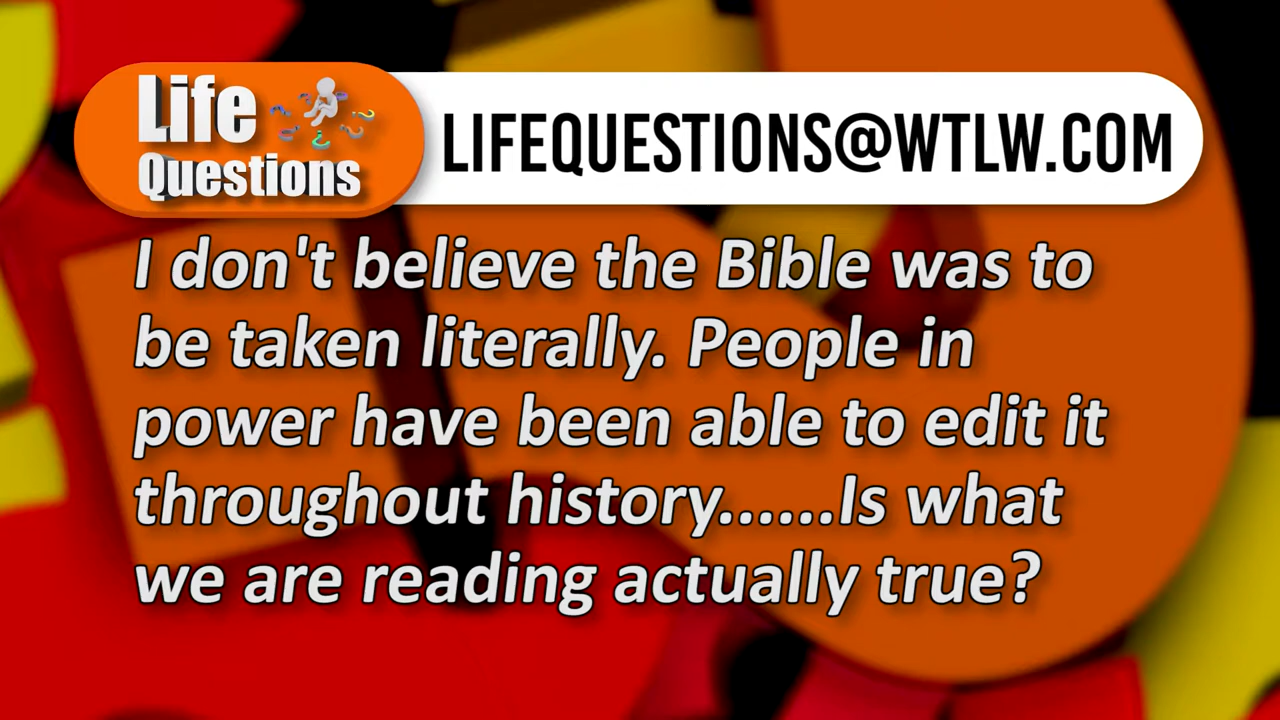 Life
Questions
LIFEQUESTIONS@WTLW.COM
I don't believe the Bible was to
be taken literally. People in
power have been able to edit it
throughout history......Is what
we are reading actually true?